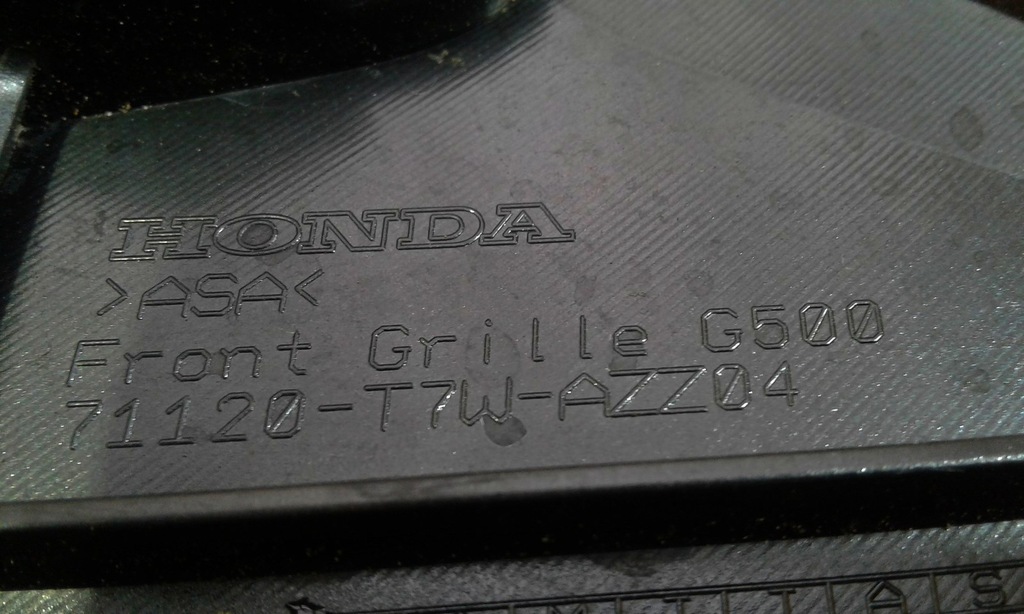 HONDA
>ASA<
Front Grille G500
71120-T7W-AZZ04